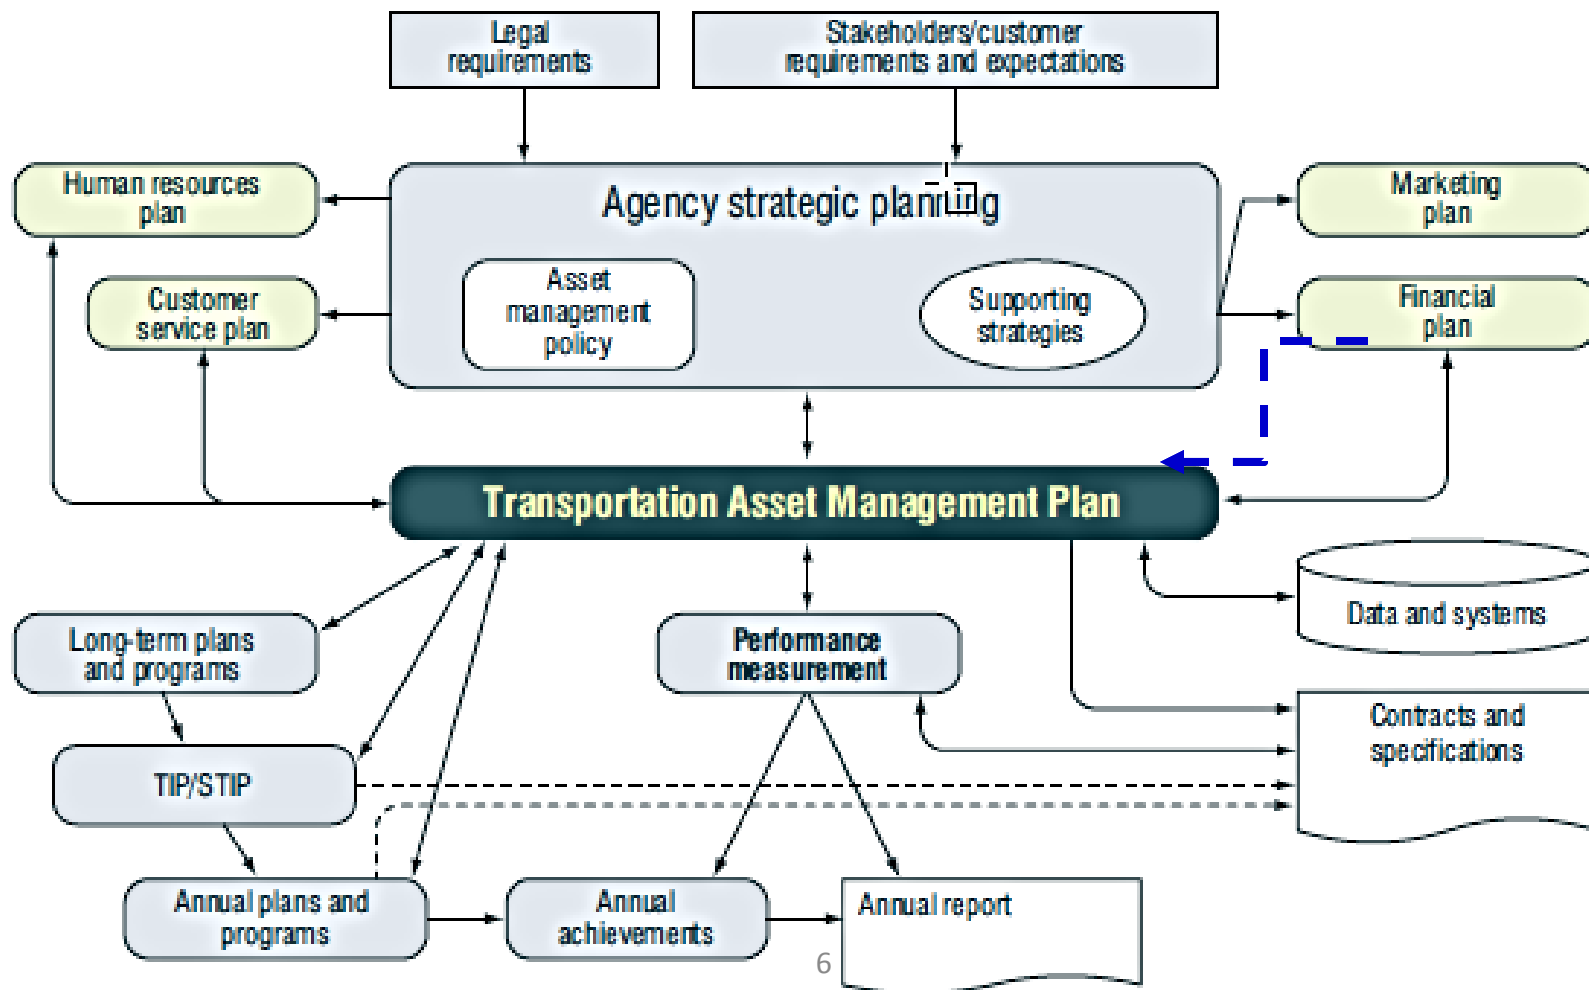 Legal
requirements
Stakeholders/customer
requirements and expectations
Human resources
plan
Agency strategic planning
Marketing
plan
Customer
service plan
Asset
management
policy
Supporting
strategies
Financial
plan
Transportation Asset Management Plan
Long-term plans
and programs
Performance
measurement
Data and systems
Contracts and
specifications
TIP/STIP
Annual plans and
programs
Annual
achievements
Annual report
6